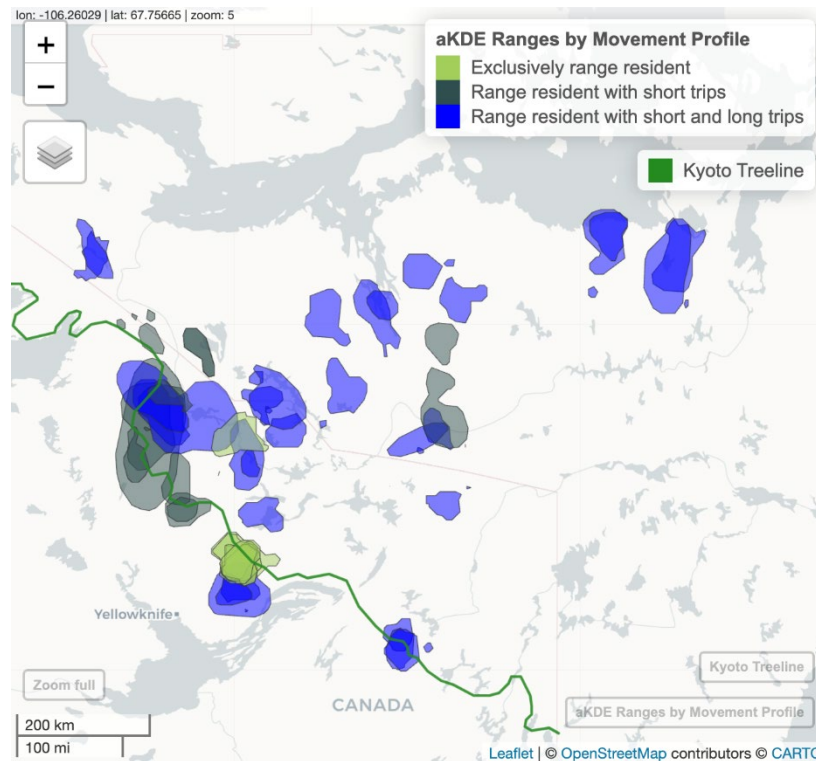 lon: -106.26029 | lat: 67.75665 | zoom: 5
+
−
aKDE Ranges by Movement Profile
Exclusively range resident
Range resident with short trips
Range resident with short and long trips
Kyoto Treeline
Yellowknife
Kyoto Treeline
Zoom full
CANADA
aKDE Ranges by Movement Profile
200 km
100 mi
Leaflet | © OpenStreetMap contributors © CARTO